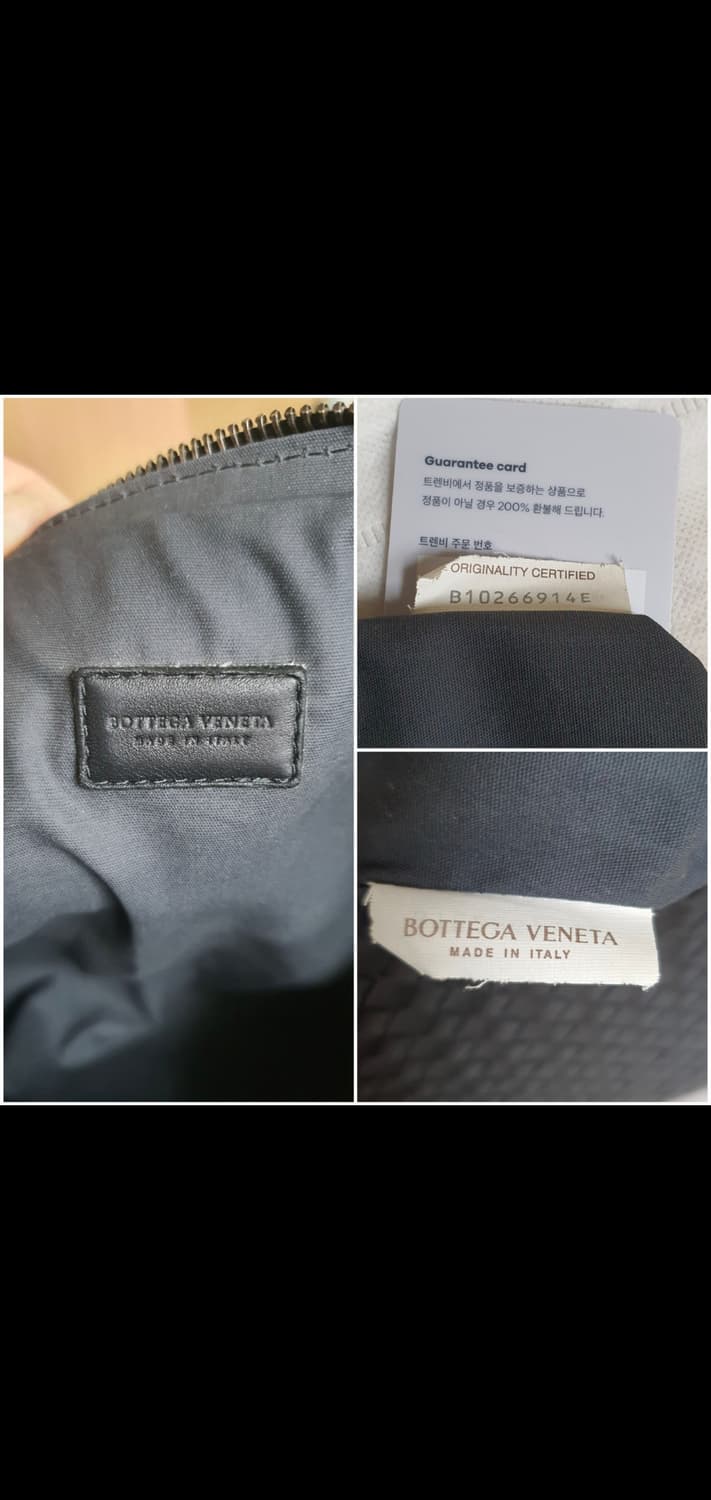 BOTTEGA VENETA
MADE IN ITALY
Guarantee card
트렌비에서 정품을 보증하는 상품으로
정품이 아닐 경우 200% 환불해 드립니다.
트렌비 주문 번호
ORIGINALITY CERTIFIED
B10266914E
BOTTEGA VENETA
MADE IN ITALY